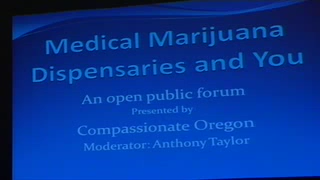 Medical Marijuana
Dispensaries and You
An open public forum
Presented by
Compassionate Oregon
Moderator: Anthony Taylor